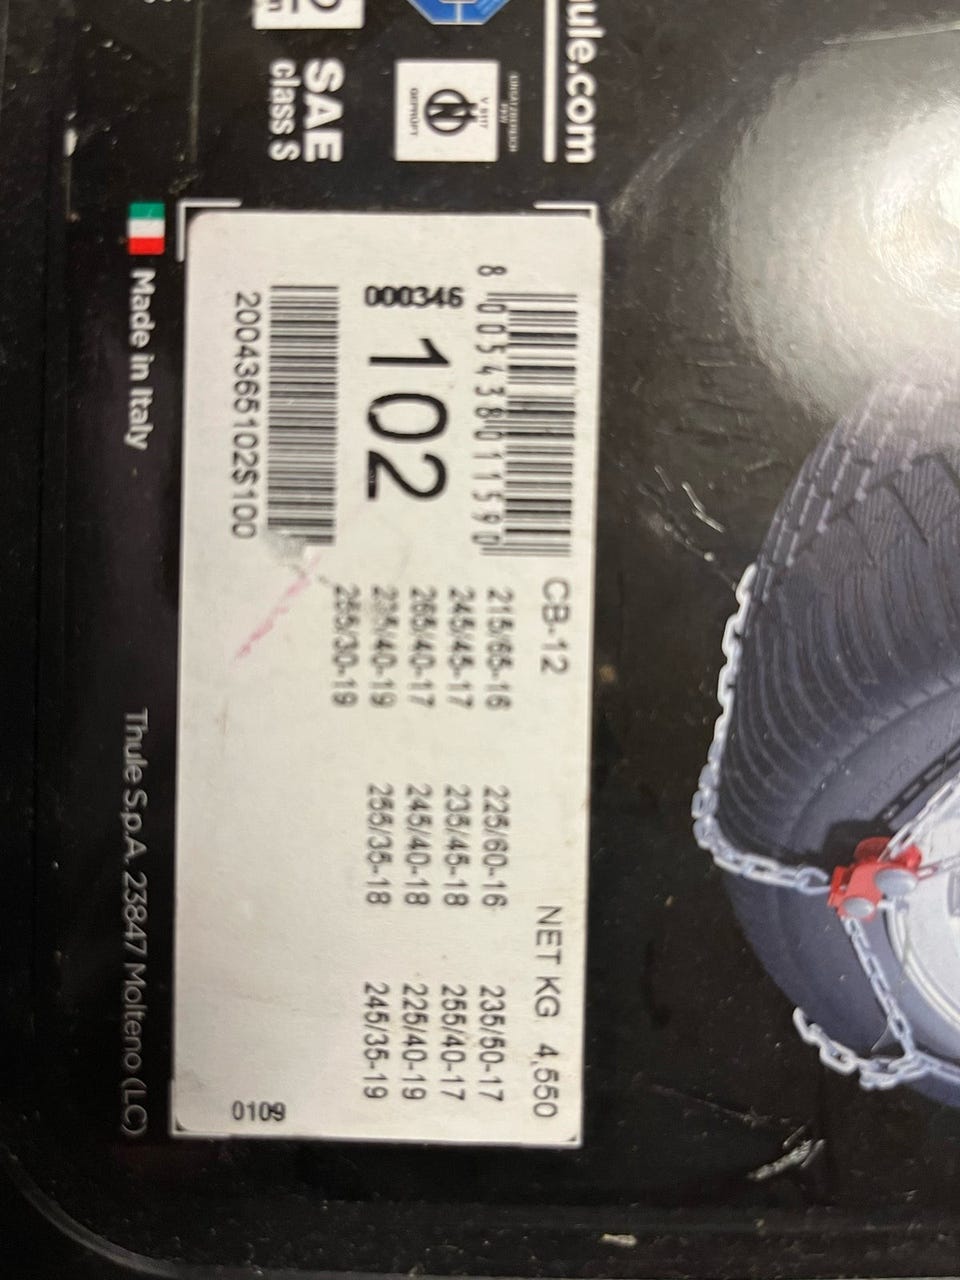 ule.com
V 5117
GEPRÜFT
SAE
class S
Made in Italy
Thule S.p.A. 23847 Molteno (LC)
8 005438 011590
000346
102
2004365102S100
CB-12 NET KG 4,550
215/65-16 225/60-16 235/50-17
245/45-17 235/45-18 255/40-17
265/40-17 245/40-18 225/40-19
235/40-19 255/35-18 245/35-19
255/30-19
0109